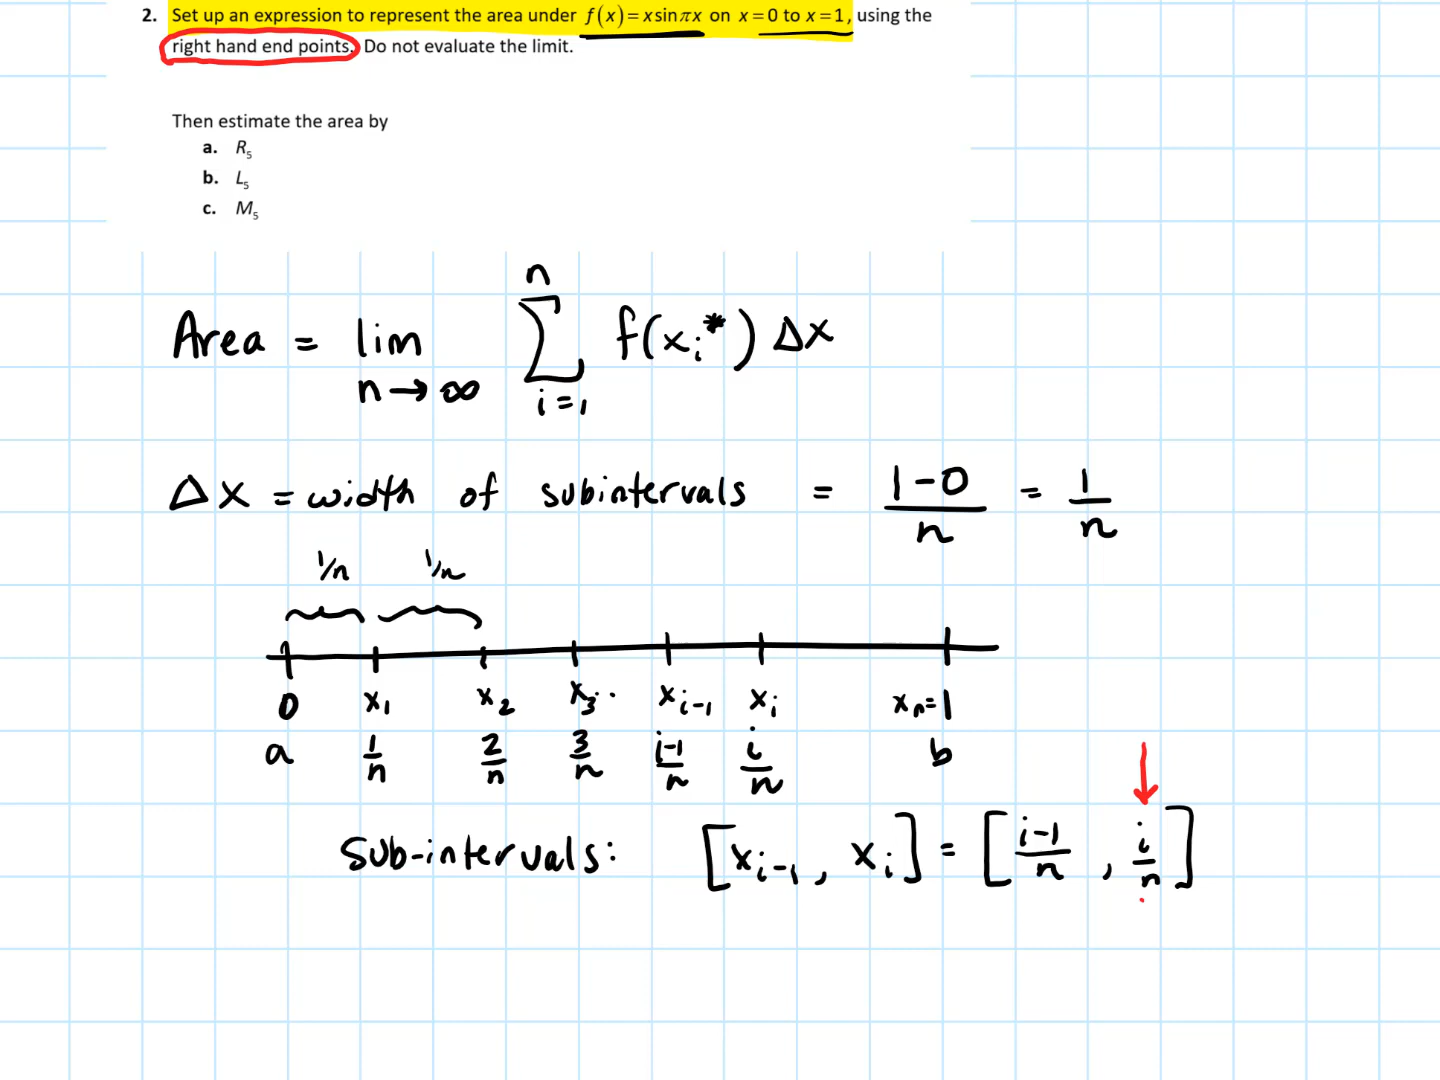 2. Set up an expression to represent the area under f(x)=xsinπx on x=0 to x=1, using the
right hand end points. Do not evaluate the limit.
Then estimate the area by
a. R₅
b. L₅
c. M₅
Area = lim n→∞ ∑ i=1 n f(xᵢ*) Δx
Δx = width of subintervals = (1-0)/n = 1/n
1/n 1/n
0 x₁ x₂ x₃.. xᵢ₋₁ xᵢ xₙ=1
a 1/n 2/n 3/n i-1/n i/n b
Sub-intervals: [xᵢ₋₁, xᵢ] = [i-1/n, i/n]